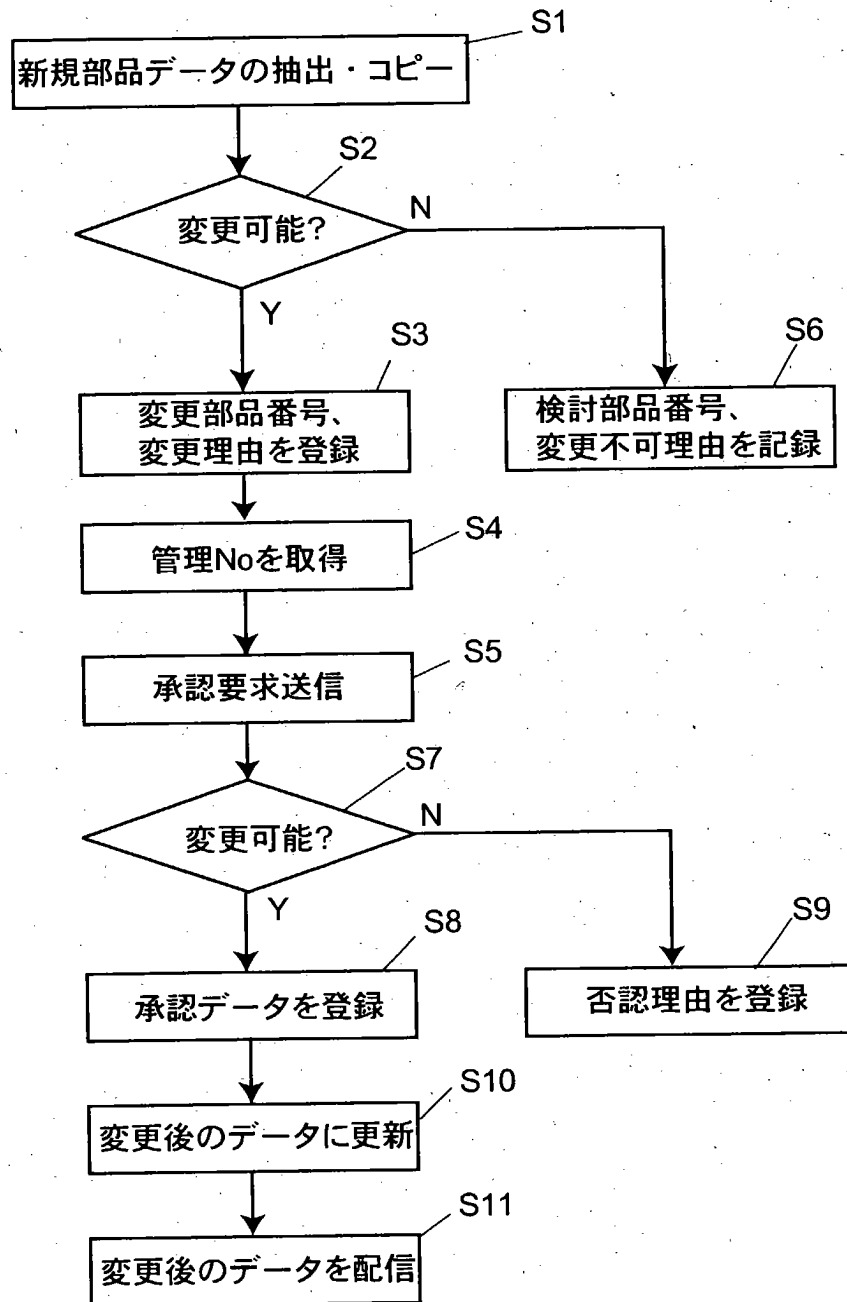 S1
新規部品データの抽出・コピー
S2
変更可能?
N
Y
S3
変更部品番号、
変更理由を登録
S6
検討部品番号、
変更不可理由を記録
S4
管理Noを取得
S5
承認要求送信
S7
変更可能?
N
Y
S8
承認データを登録
S9
否認理由を登録
S10
変更後のデータに更新
S11
変更後のデータを配信